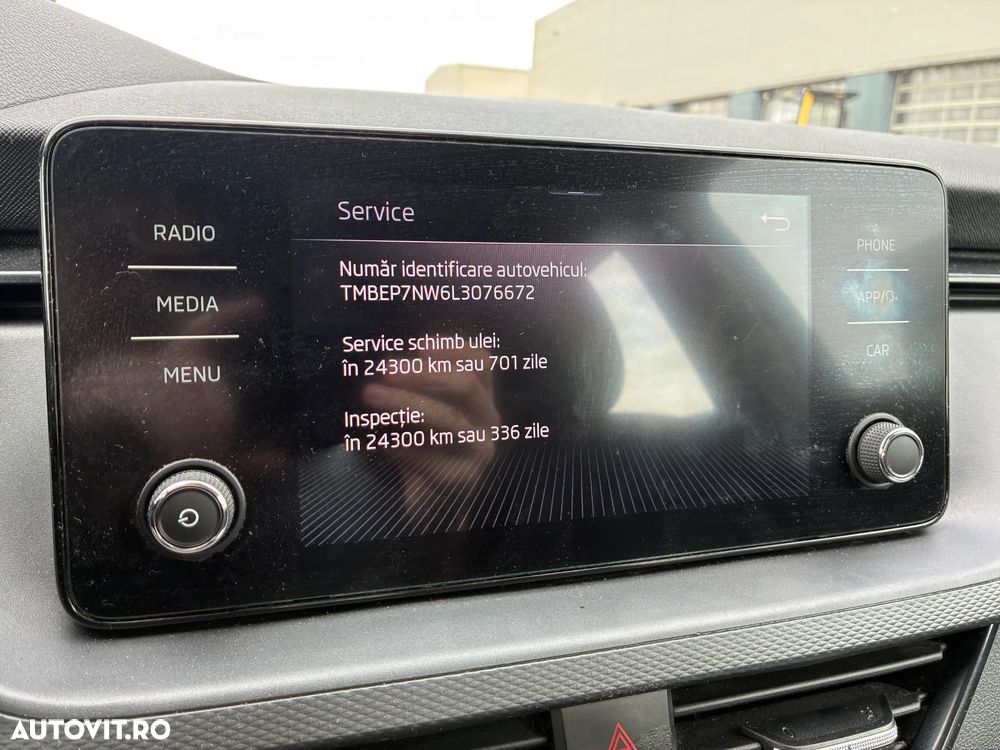 Service
RADIO
MEDIA
MENU
Număr identificare autovehicul:
TMBEP7NW6L3076672
Service schimb ulei:
în 24300 km sau 701 zile
Inspecție:
în 24300 km sau 336 zile
PHONE
CAR
AUTOVIT.RO